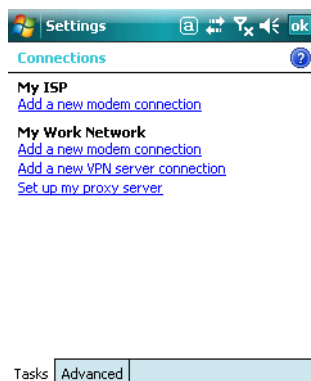 Settings
a
ok
Connections
?
My ISP
Add a new modem connection
My Work Network
Add a new modem connection
Add a new VPN server connection
Set up my proxy server
Tasks Advanced